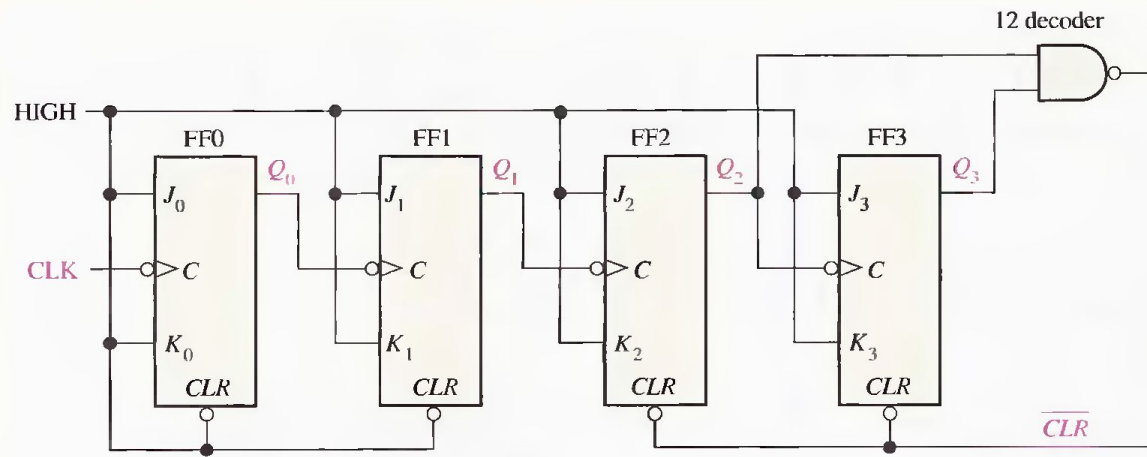 12 decoder
HIGH
FF0 FF1 FF2 FF3
Q₀ Q₁ Q₂ Q₃
J₀ J₁ J₂ J₃
CLK C C C C
K₀ K₁ K₂ K₃
CLR CLR CLR CLR
C̅L̅R̅